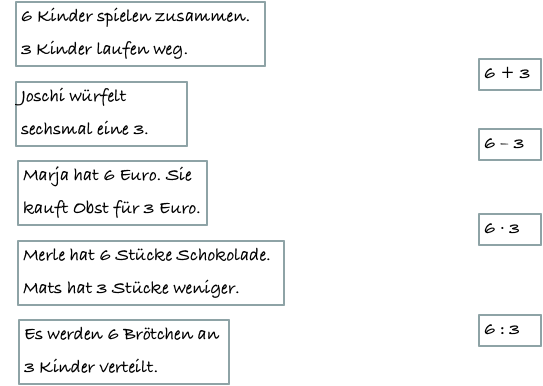 6 Kinder spielen zusammen.
3 Kinder laufen weg.
Joschi würfelt
sechsmal eine 3.
Marja hat 6 Euro. Sie
kauft Obst für 3 Euro.
Merle hat 6 Stücke Schokolade.
Mats hat 3 Stücke weniger.
Es werden 6 Brötchen an
3 Kinder verteilt.
6 + 3
6 – 3
6 · 3
6 : 3